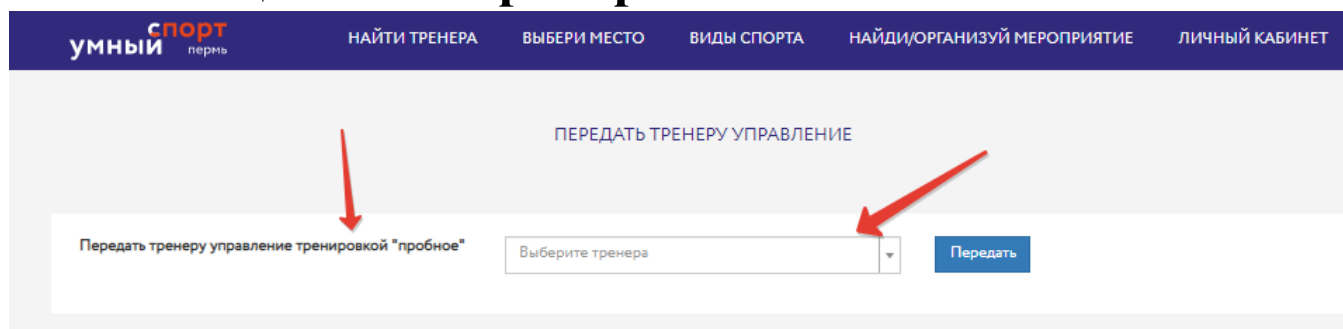 умный спорт пермь
НАЙТИ ТРЕНЕРА ВЫБЕРИ МЕСТО ВИДЫ СПОРТА НАЙДИ/ОРГАНИЗУЙ МЕРОПРИЯТИЕ ЛИЧНЫЙ КАБИНЕТ
ПЕРЕДАТЬ ТРЕНЕРУ УПРАВЛЕНИЕ
Передать тренеру управление тренировкой "пробное" Выберите тренера Передать